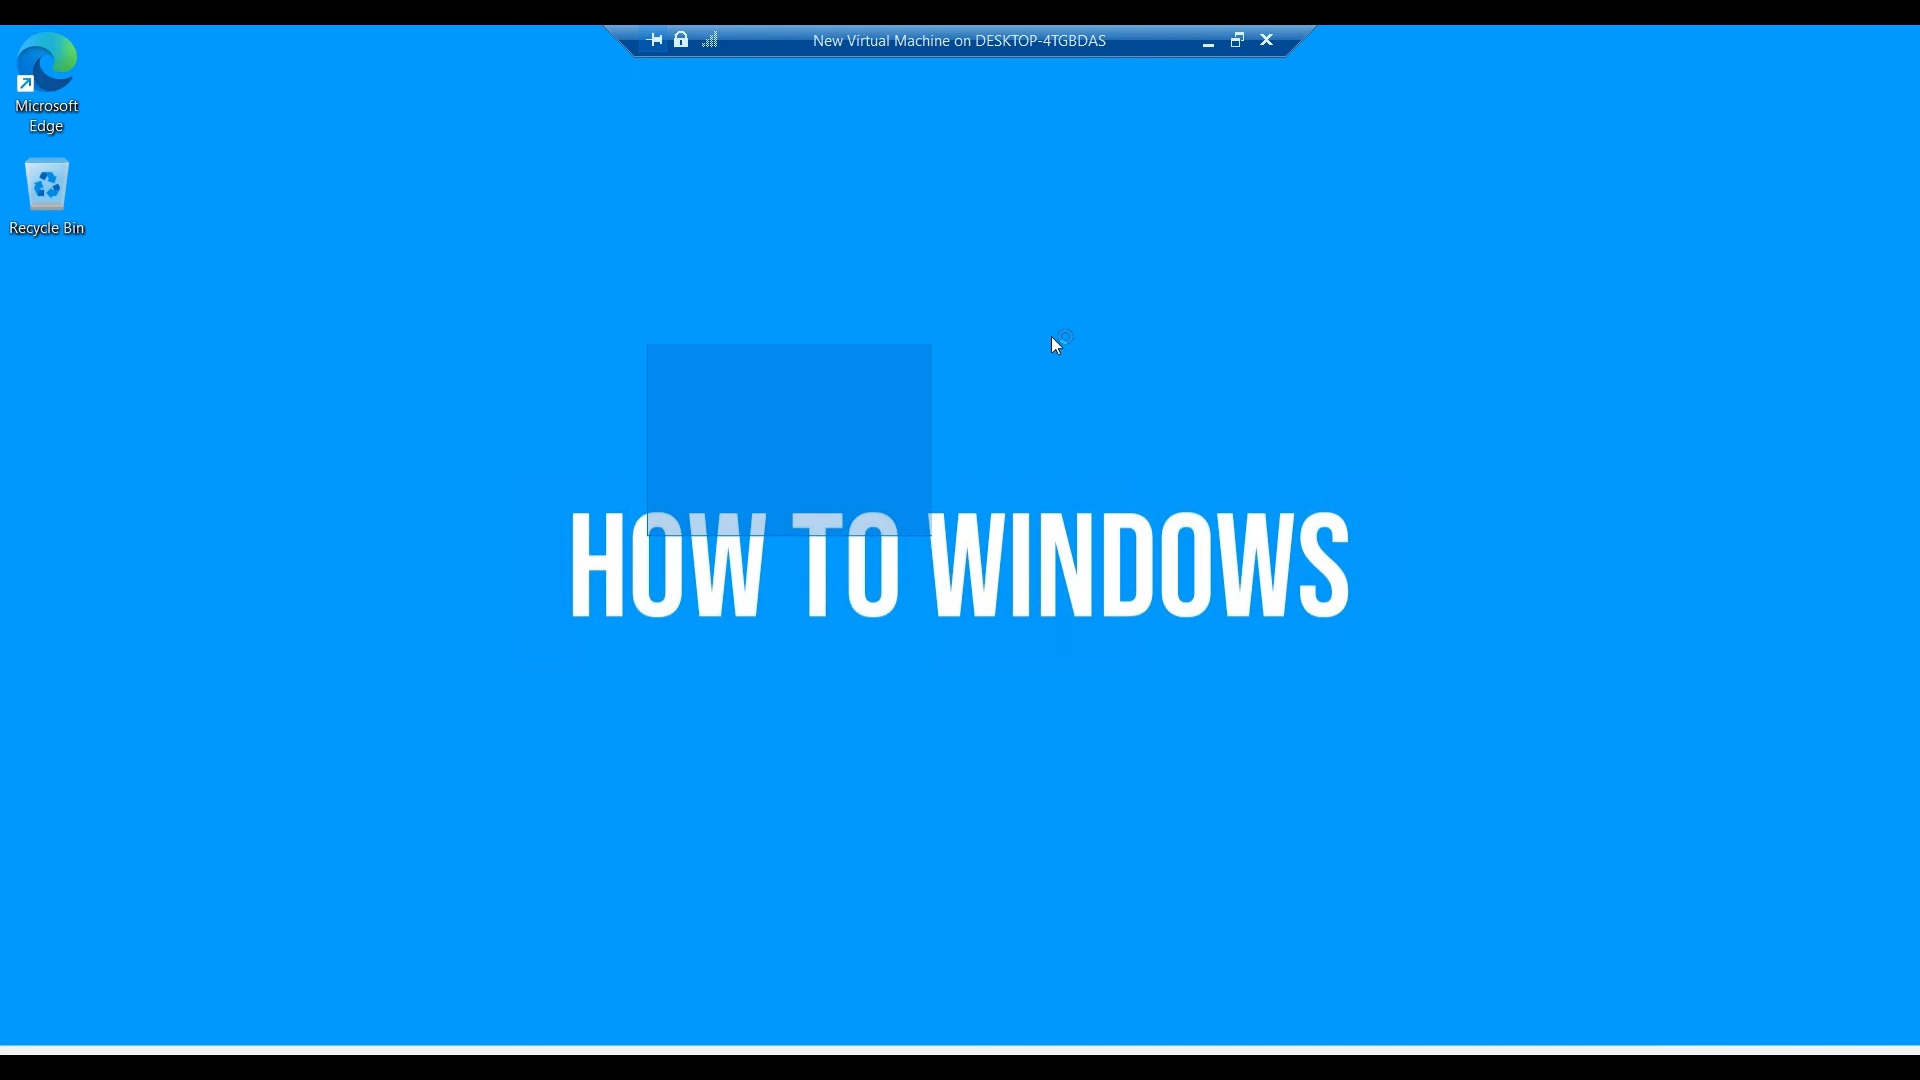 New Virtual Machine on DESKTOP-4TGBDAS
Microsoft
Edge
Recycle Bin
HOW TO WINDOWS